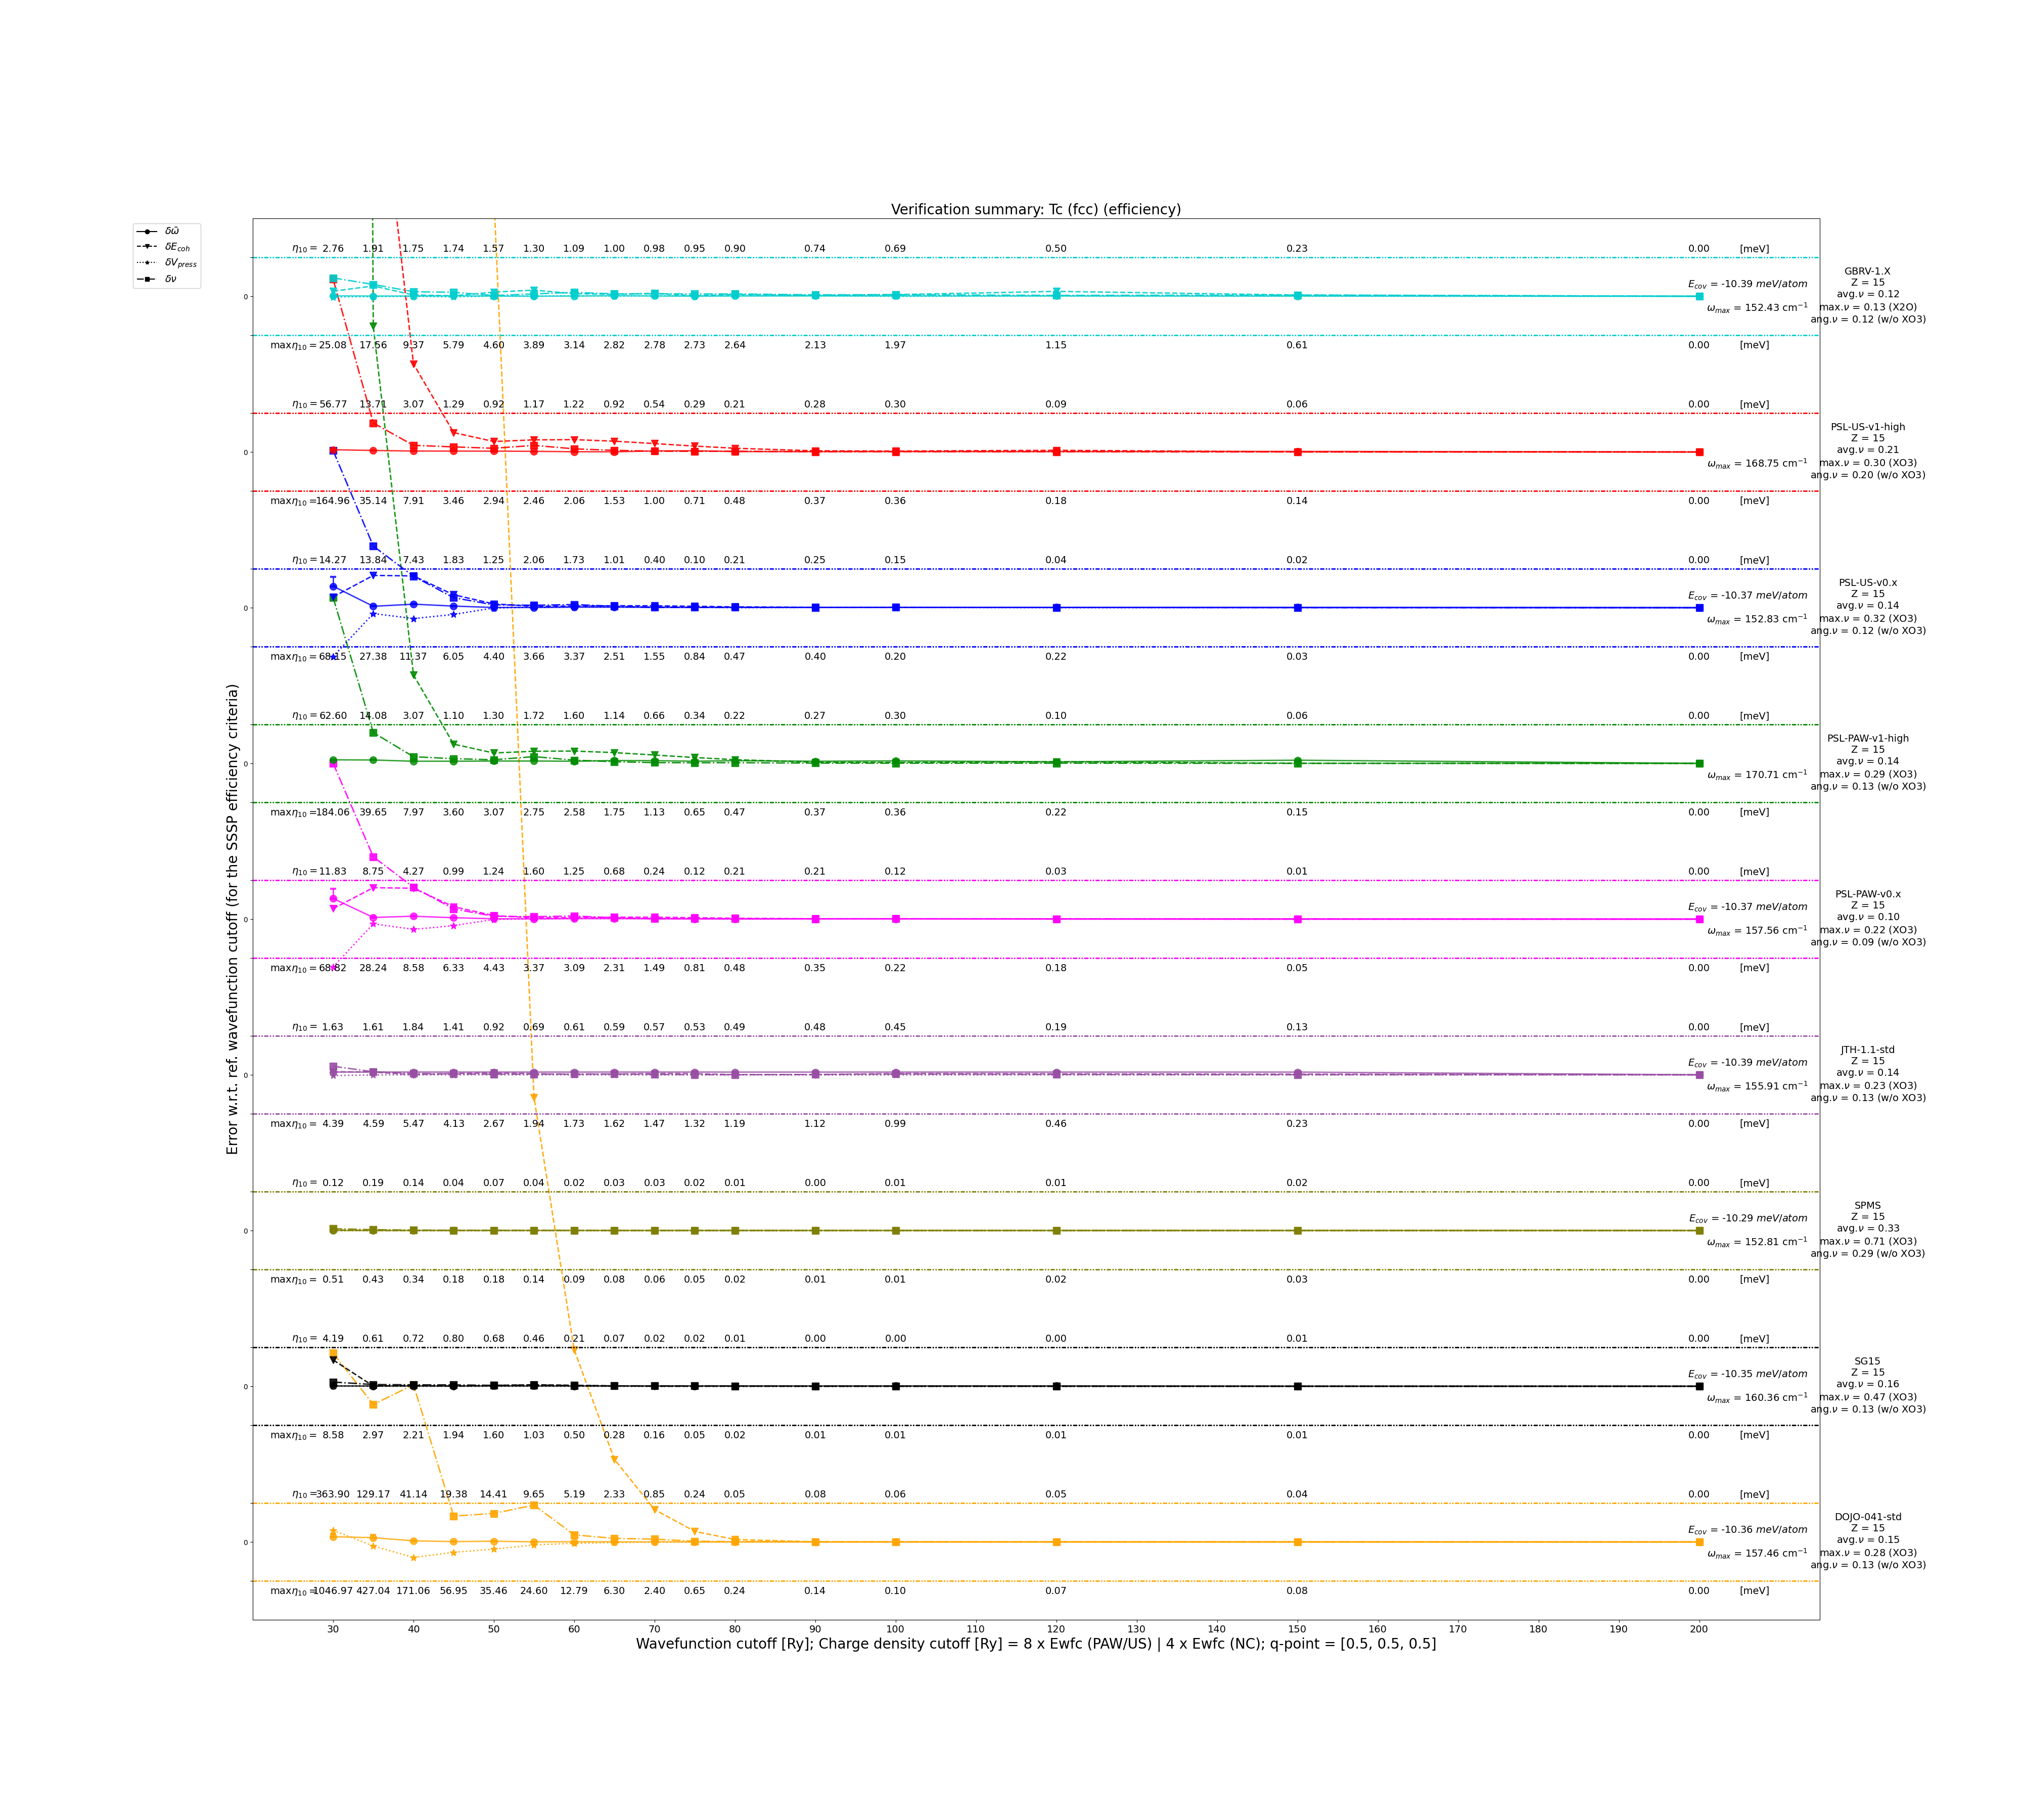 Verification summary: Tc (fcc) (efficiency)
δω̄
δE_coh
δV_press
δν
η₁₀ = 2.76 1.91 1.75 1.74 1.57 1.30 1.09 1.00 0.98 0.95 0.90 0.74 0.69 0.50 0.23 0.00 [meV]
0
E_cov = -10.39 meV/atom
ω_max = 152.43 cm⁻¹
GBRV-1.X
Z = 15
avg.ν = 0.12
max.ν = 0.13 (X2O)
ang.ν = 0.12 (w/o XO3)
maxη₁₀ = 25.08 17.56 9.37 5.79 4.60 3.89 3.14 2.82 2.78 2.73 2.64 2.13 1.97 1.15 0.61 0.00 [meV]
η₁₀ = 56.77 13.71 3.07 1.29 0.92 1.17 1.22 0.92 0.54 0.29 0.21 0.28 0.30 0.09 0.06 0.00 [meV]
0
ω_max = 168.75 cm⁻¹
PSL-US-v1-high
Z = 15
avg.ν = 0.21
max.ν = 0.30 (XO3)
ang.ν = 0.20 (w/o XO3)
maxη₁₀ = 164.96 35.14 7.91 3.46 2.94 2.46 2.06 1.53 1.00 0.71 0.48 0.37 0.36 0.18 0.14 0.00 [meV]
η₁₀ = 14.27 13.84 7.43 1.83 1.25 2.06 1.73 1.01 0.40 0.10 0.21 0.25 0.15 0.04 0.02 0.00 [meV]
0
E_cov = -10.37 meV/atom
ω_max = 152.83 cm⁻¹
PSL-US-v0.x
Z = 15
avg.ν = 0.14
max.ν = 0.32 (XO3)
ang.ν = 0.12 (w/o XO3)
maxη₁₀ = 68.15 27.38 11.37 6.05 4.40 3.66 3.37 2.51 1.55 0.84 0.47 0.40 0.20 0.22 0.03 0.00 [meV]
η₁₀ = 62.60 14.08 3.07 1.10 1.30 1.72 1.60 1.14 0.66 0.34 0.22 0.27 0.30 0.10 0.06 0.00 [meV]
0
ω_max = 170.71 cm⁻¹
PSL-PAW-v1-high
Z = 15
avg.ν = 0.14
max.ν = 0.29 (XO3)
ang.ν = 0.13 (w/o XO3)
maxη₁₀ = 184.06 39.65 7.97 3.60 3.07 2.75 2.58 1.75 1.13 0.65 0.47 0.37 0.36 0.22 0.15 0.00 [meV]
η₁₀ = 11.83 8.75 4.27 0.99 1.24 1.60 1.25 0.68 0.24 0.12 0.21 0.21 0.12 0.03 0.01 0.00 [meV]
0
E_cov = -10.37 meV/atom
ω_max = 157.56 cm⁻¹
PSL-PAW-v0.x
Z = 15
avg.ν = 0.10
max.ν = 0.22 (XO3)
ang.ν = 0.09 (w/o XO3)
maxη₁₀ = 68.82 28.24 8.58 6.33 4.43 3.37 3.09 2.31 1.49 0.81 0.48 0.35 0.22 0.18 0.05 0.00 [meV]
η₁₀ = 1.63 1.61 1.84 1.41 0.92 0.69 0.61 0.59 0.57 0.53 0.49 0.48 0.45 0.19 0.13 0.00 [meV]
0
E_cov = -10.39 meV/atom
ω_max = 155.91 cm⁻¹
JTH-1.1-std
Z = 15
avg.ν = 0.14
max.ν = 0.23 (XO3)
ang.ν = 0.13 (w/o XO3)
maxη₁₀ = 4.39 4.59 5.47 4.13 2.67 1.94 1.73 1.62 1.47 1.32 1.19 1.12 0.99 0.46 0.23 0.00 [meV]
η₁₀ = 0.12 0.19 0.14 0.04 0.07 0.04 0.02 0.03 0.03 0.02 0.01 0.00 0.01 0.01 0.02 0.00 [meV]
0
E_cov = -10.29 meV/atom
ω_max = 152.81 cm⁻¹
SPMS
Z = 15
avg.ν = 0.33
max.ν = 0.71 (XO3)
ang.ν = 0.29 (w/o XO3)
maxη₁₀ = 0.51 0.43 0.34 0.18 0.18 0.14 0.09 0.08 0.06 0.05 0.02 0.01 0.01 0.02 0.03 0.00 [meV]
η₁₀ = 4.19 0.61 0.72 0.80 0.68 0.46 0.21 0.07 0.02 0.02 0.01 0.00 0.00 0.00 0.01 0.00 [meV]
0
E_cov = -10.35 meV/atom
ω_max = 160.36 cm⁻¹
SG15
Z = 15
avg.ν = 0.16
max.ν = 0.47 (XO3)
ang.ν = 0.13 (w/o XO3)
maxη₁₀ = 8.58 2.97 2.21 1.94 1.60 1.03 0.50 0.28 0.16 0.05 0.02 0.01 0.01 0.01 0.01 0.00 [meV]
η₁₀ = 363.90 129.17 41.14 19.38 14.41 9.65 5.19 2.33 0.85 0.24 0.05 0.08 0.06 0.05 0.04 0.00 [meV]
0
E_cov = -10.36 meV/atom
ω_max = 157.46 cm⁻¹
DOJO-041-std
Z = 15
avg.ν = 0.15
max.ν = 0.28 (XO3)
ang.ν = 0.13 (w/o XO3)
maxη₁₀ = 1046.97 427.04 171.06 56.95 35.46 24.60 12.79 6.30 2.40 0.65 0.24 0.14 0.10 0.07 0.08 0.00 [meV]
30 40 50 60 70 80 90 100 110 120 130 140 150 160 170 180 190 200
Wavefunction cutoff [Ry]; Charge density cutoff [Ry] = 8 x Ewfc (PAW/US) | 4 x Ewfc (NC); q-point = [0.5, 0.5, 0.5]
Error w.r.t. ref. wavefunction cutoff (for the SSSP efficiency criteria)